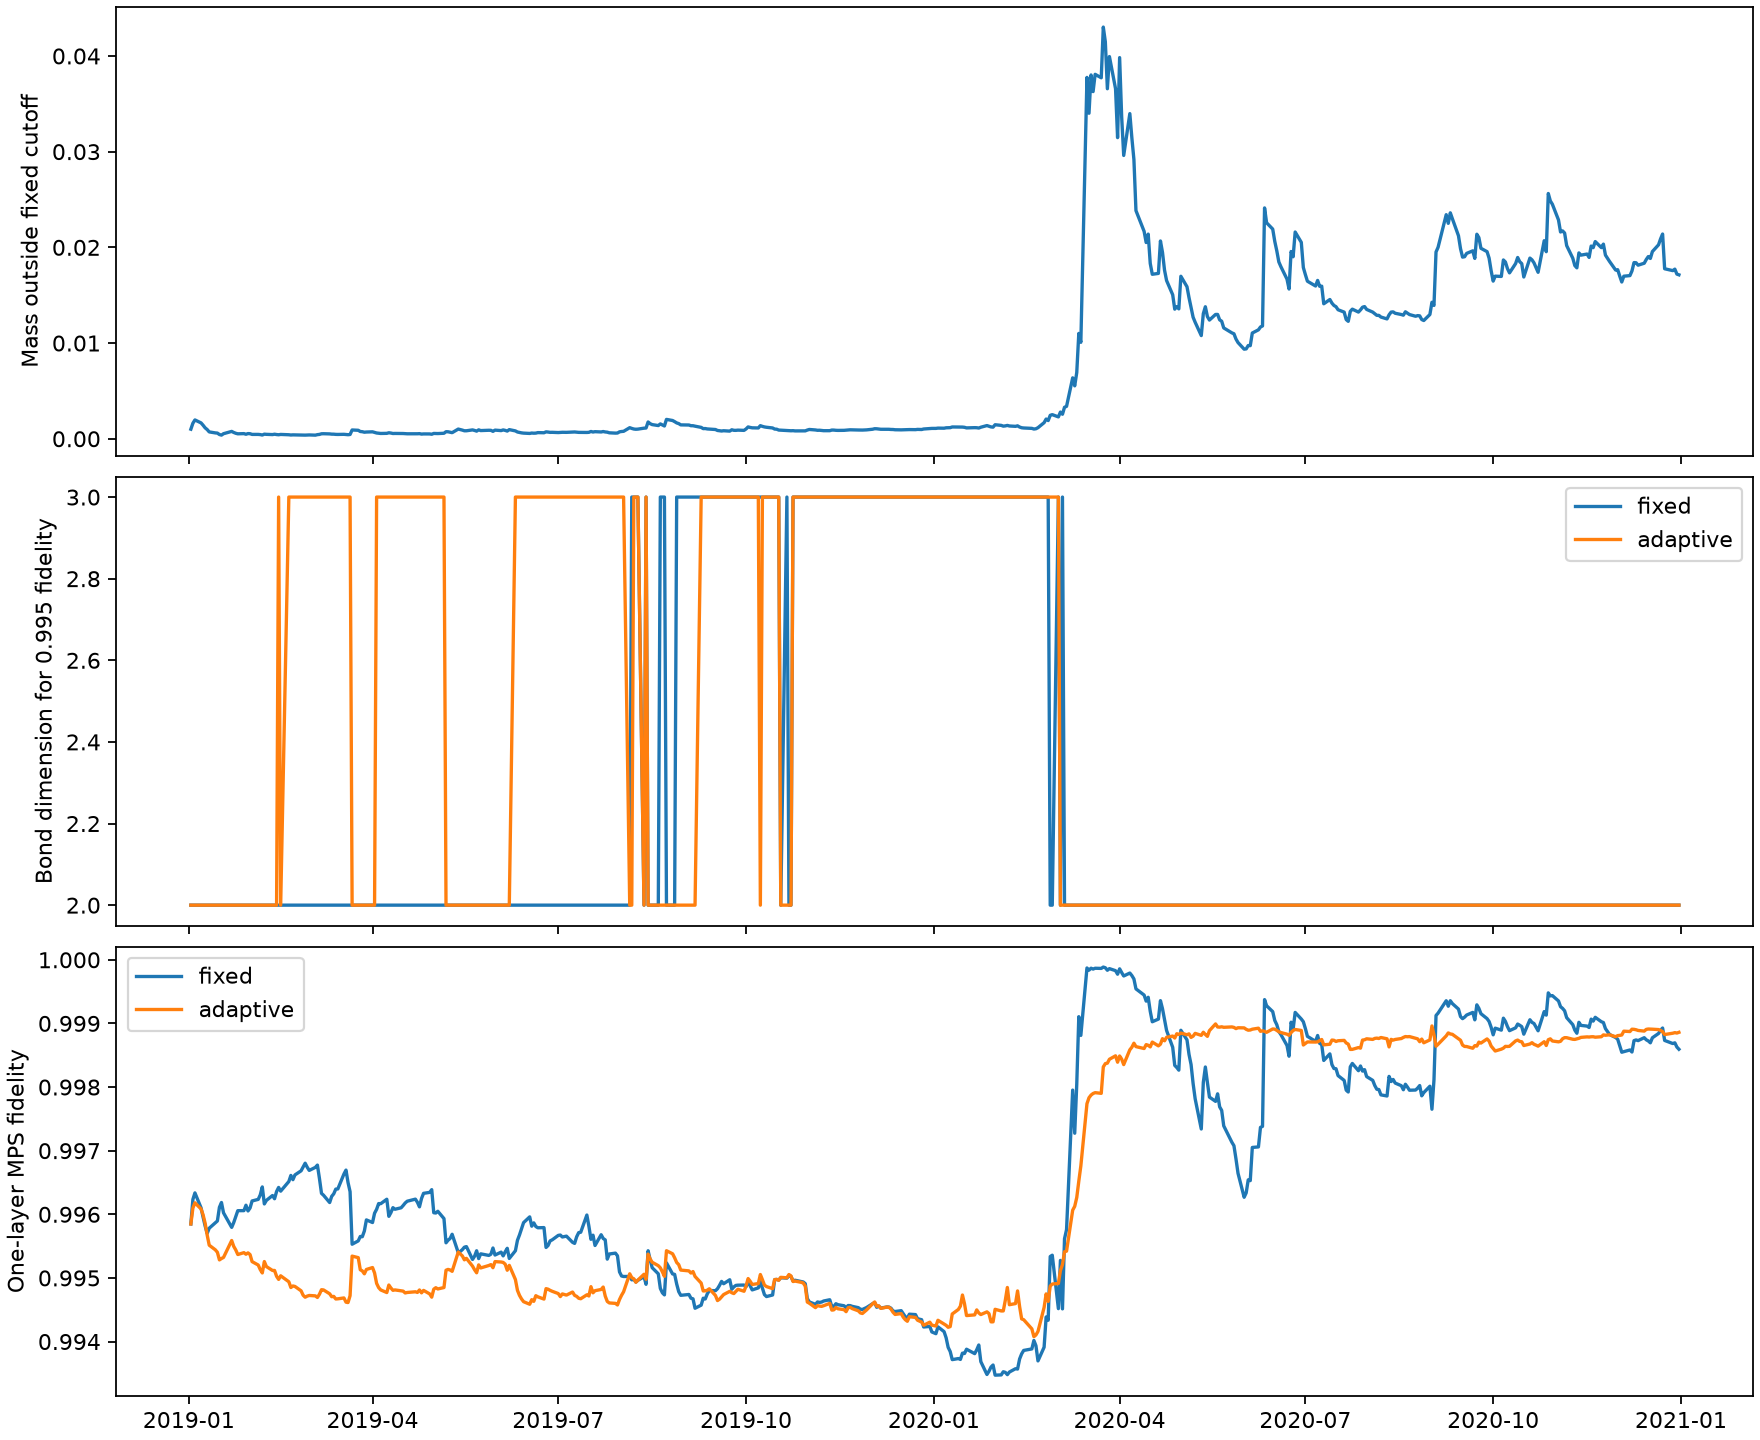 Mass outside fixed cutoff
0.04
0.03
0.02
0.01
0.00
Bond dimension for 0.995 fidelity
3.0
2.8
2.6
2.4
2.2
2.0
fixed
adaptive
One-layer MPS fidelity
1.000
0.999
0.998
0.997
0.996
0.995
0.994
fixed
adaptive
2019-01 2019-04 2019-07 2019-10 2020-01 2020-04 2020-07 2020-10 2021-01